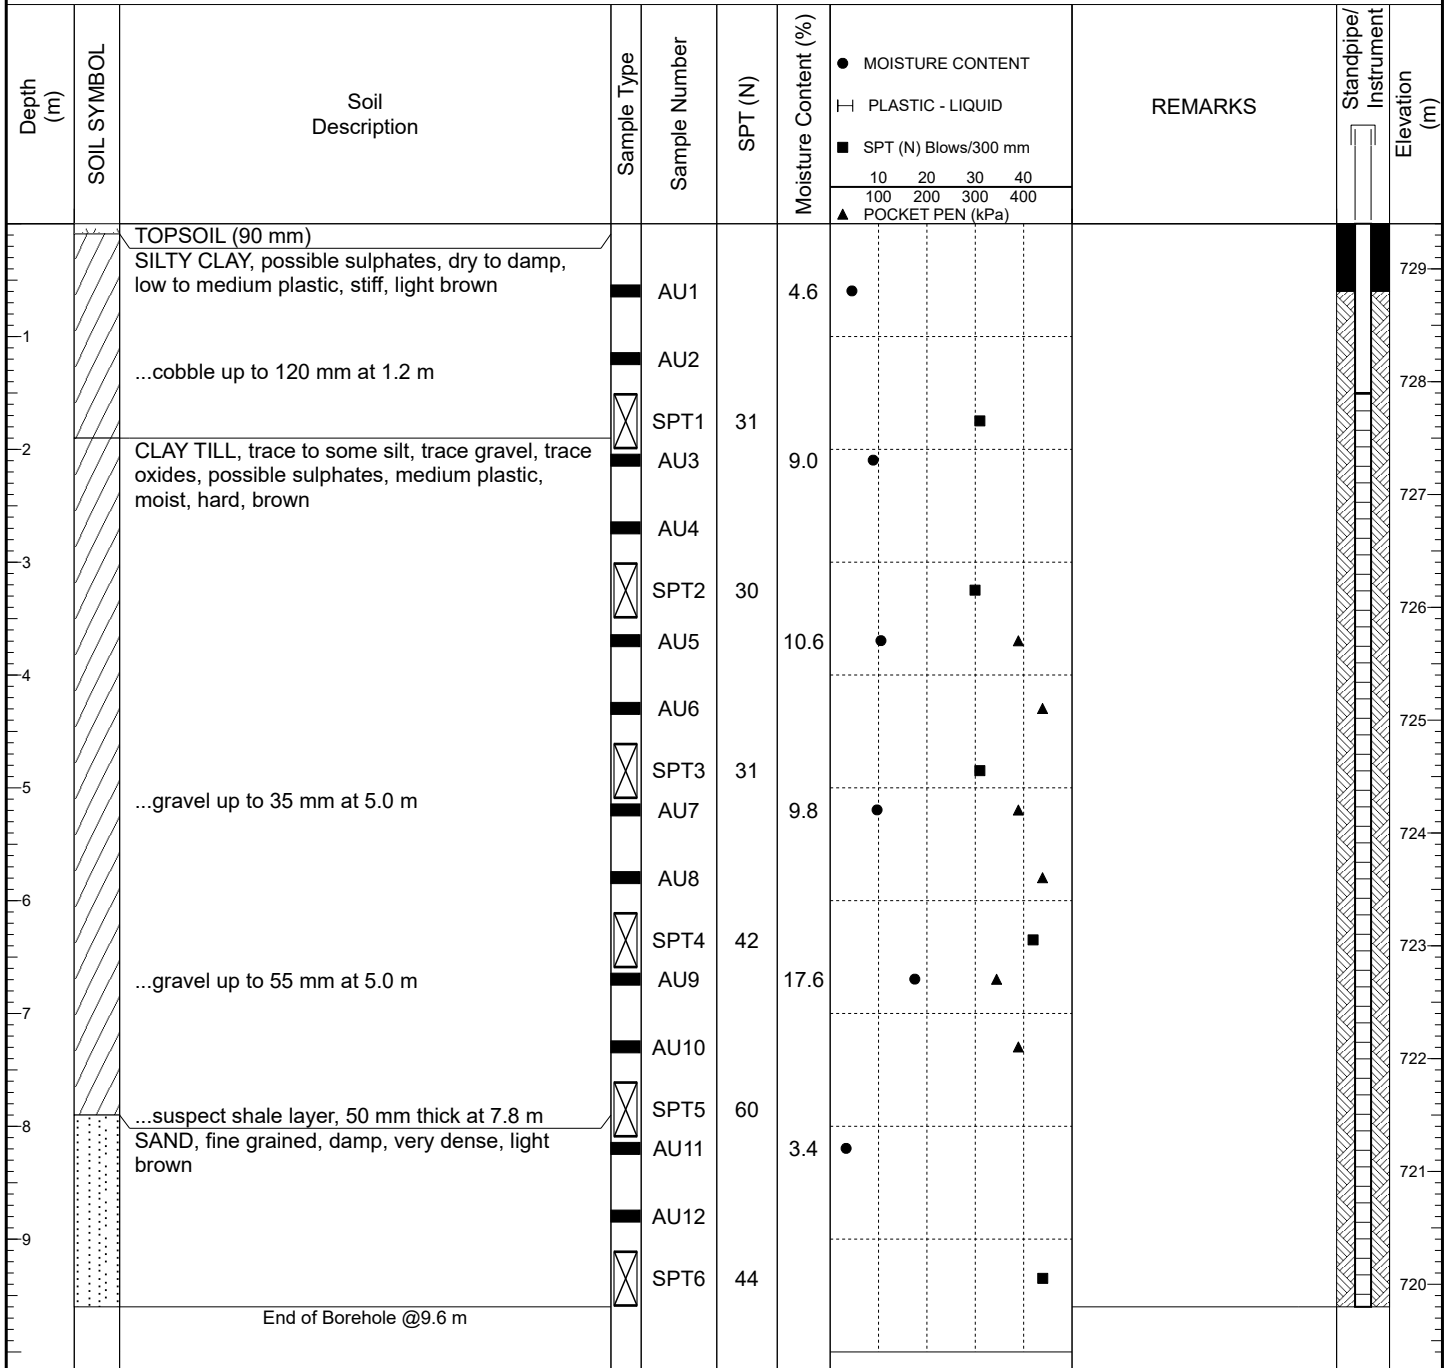 Depth
(m)
SOIL SYMBOL
Soil
Description
Sample Type
Sample Number
SPT (N)
Moisture Content (%)
MOISTURE CONTENT
PLASTIC - LIQUID
SPT (N) Blows/300 mm
10 20 30 40
100 200 300 400
POCKET PEN (kPa)
REMARKS
Standpipe/
Instrument
Elevation
(m)
TOPSOIL (90 mm)
SILTY CLAY, possible sulphates, dry to damp,
729
low to medium plastic, stiff, light brown
AU1 4.6
1
AU2
...cobble up to 120 mm at 1.2 m
728
SPT1 31
2
CLAY TILL, trace to some silt, trace gravel, trace
AU3 9.0
oxides, possible sulphates, medium plastic,
727
moist, hard, brown
AU4
3
SPT2 30
726
AU5 10.6
4
AU6
725
SPT3 31
5
...gravel up to 35 mm at 5.0 m
AU7 9.8
724
AU8
6
SPT4 42
723
...gravel up to 55 mm at 5.0 m
AU9 17.6
7
AU10
722
...suspect shale layer, 50 mm thick at 7.8 m
SPT5 60
8
SAND, fine grained, damp, very dense, light
AU11 3.4
brown
721
AU12
9
SPT6 44
720
End of Borehole @9.6 m